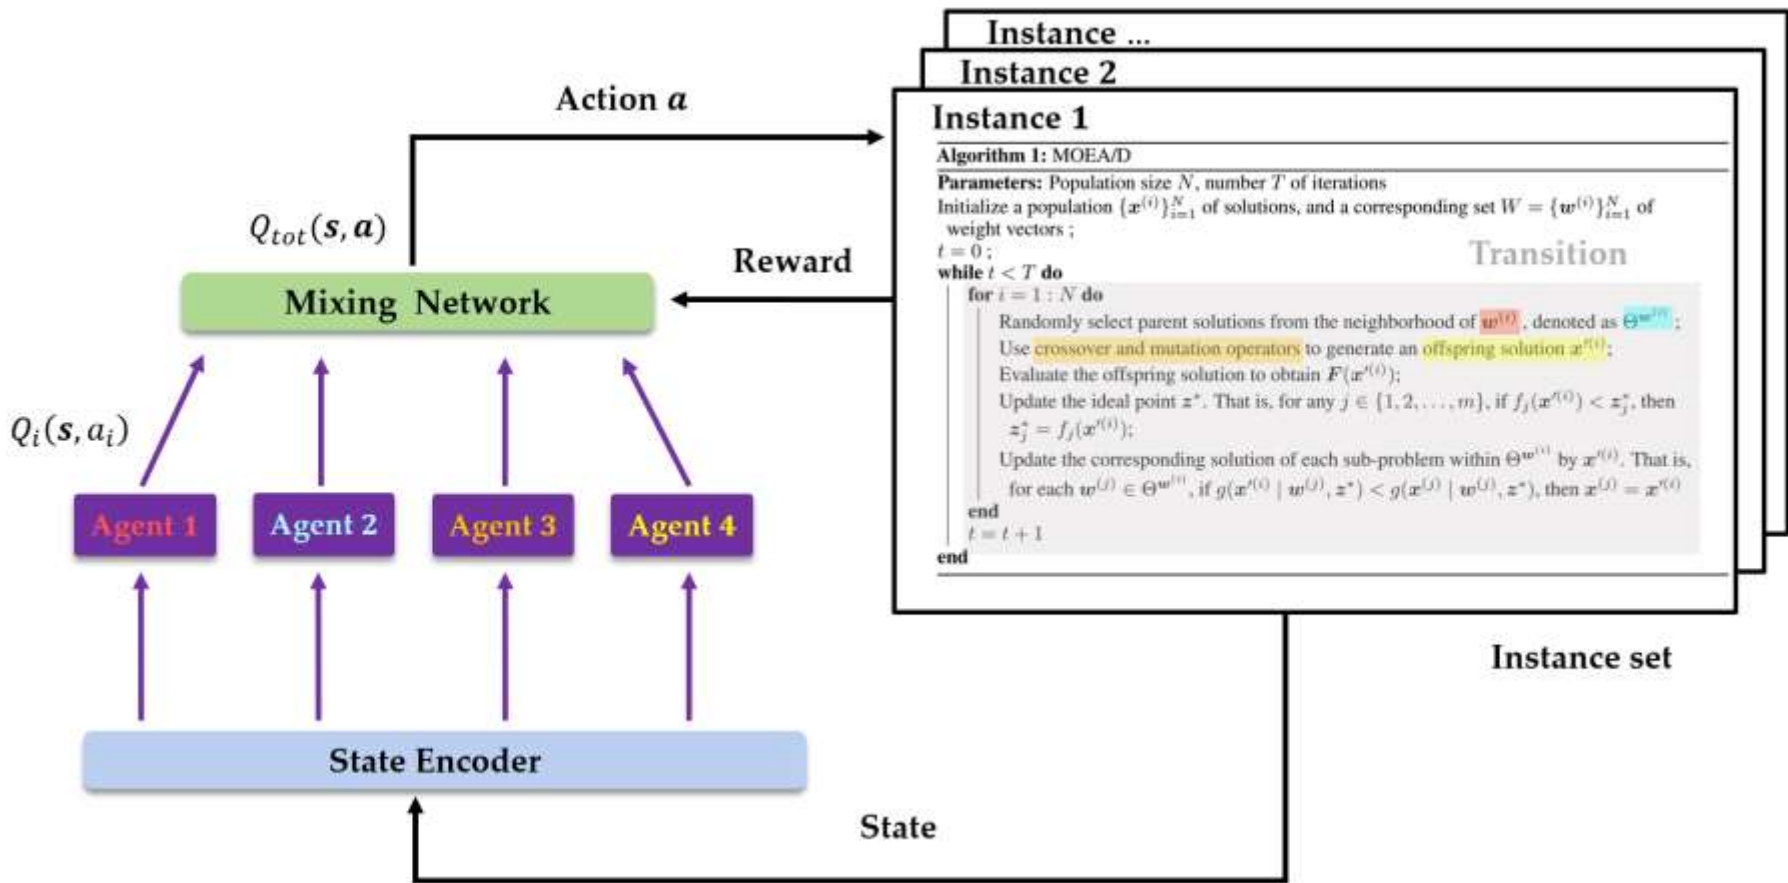 Instance ...
Instance 2
Instance 1
Algorithm 1: MOEA/D
Parameters: Population size N, number T of iterations
Initialize a population {x^(i)}_{i=1}^N of solutions, and a corresponding set W = {w^(i)}_{i=1}^N of
weight vectors ;
t = 0 ;
Transition
while t < T do
for i = 1 : N do
Randomly select parent solutions from the neighborhood of w^(i), denoted as Θ^{w^(i)} ;
Use crossover and mutation operators to generate an offspring solution x'^(i);
Evaluate the offspring solution to obtain F(x'^(i));
Update the ideal point z*. That is, for any j ∈ {1, 2, . . . , m}, if f_j(x'^(i)) < z*_j, then
z*_j = f_j(x'^(i));
Update the corresponding solution of each sub-problem within Θ^{w^(i)} by x'^(i). That is,
for each w^(j) ∈ Θ^{w^(i)}, if g(x'^(i) | w^(j), z*) < g(x^(j) | w^(j), z*), then x^(j) = x'^(i)
end
t = t + 1
end
Instance set
Action a
Q_tot(s, a)
Reward
Mixing Network
Q_i(s, a_i)
Agent 1
Agent 2
Agent 3
Agent 4
State Encoder
State